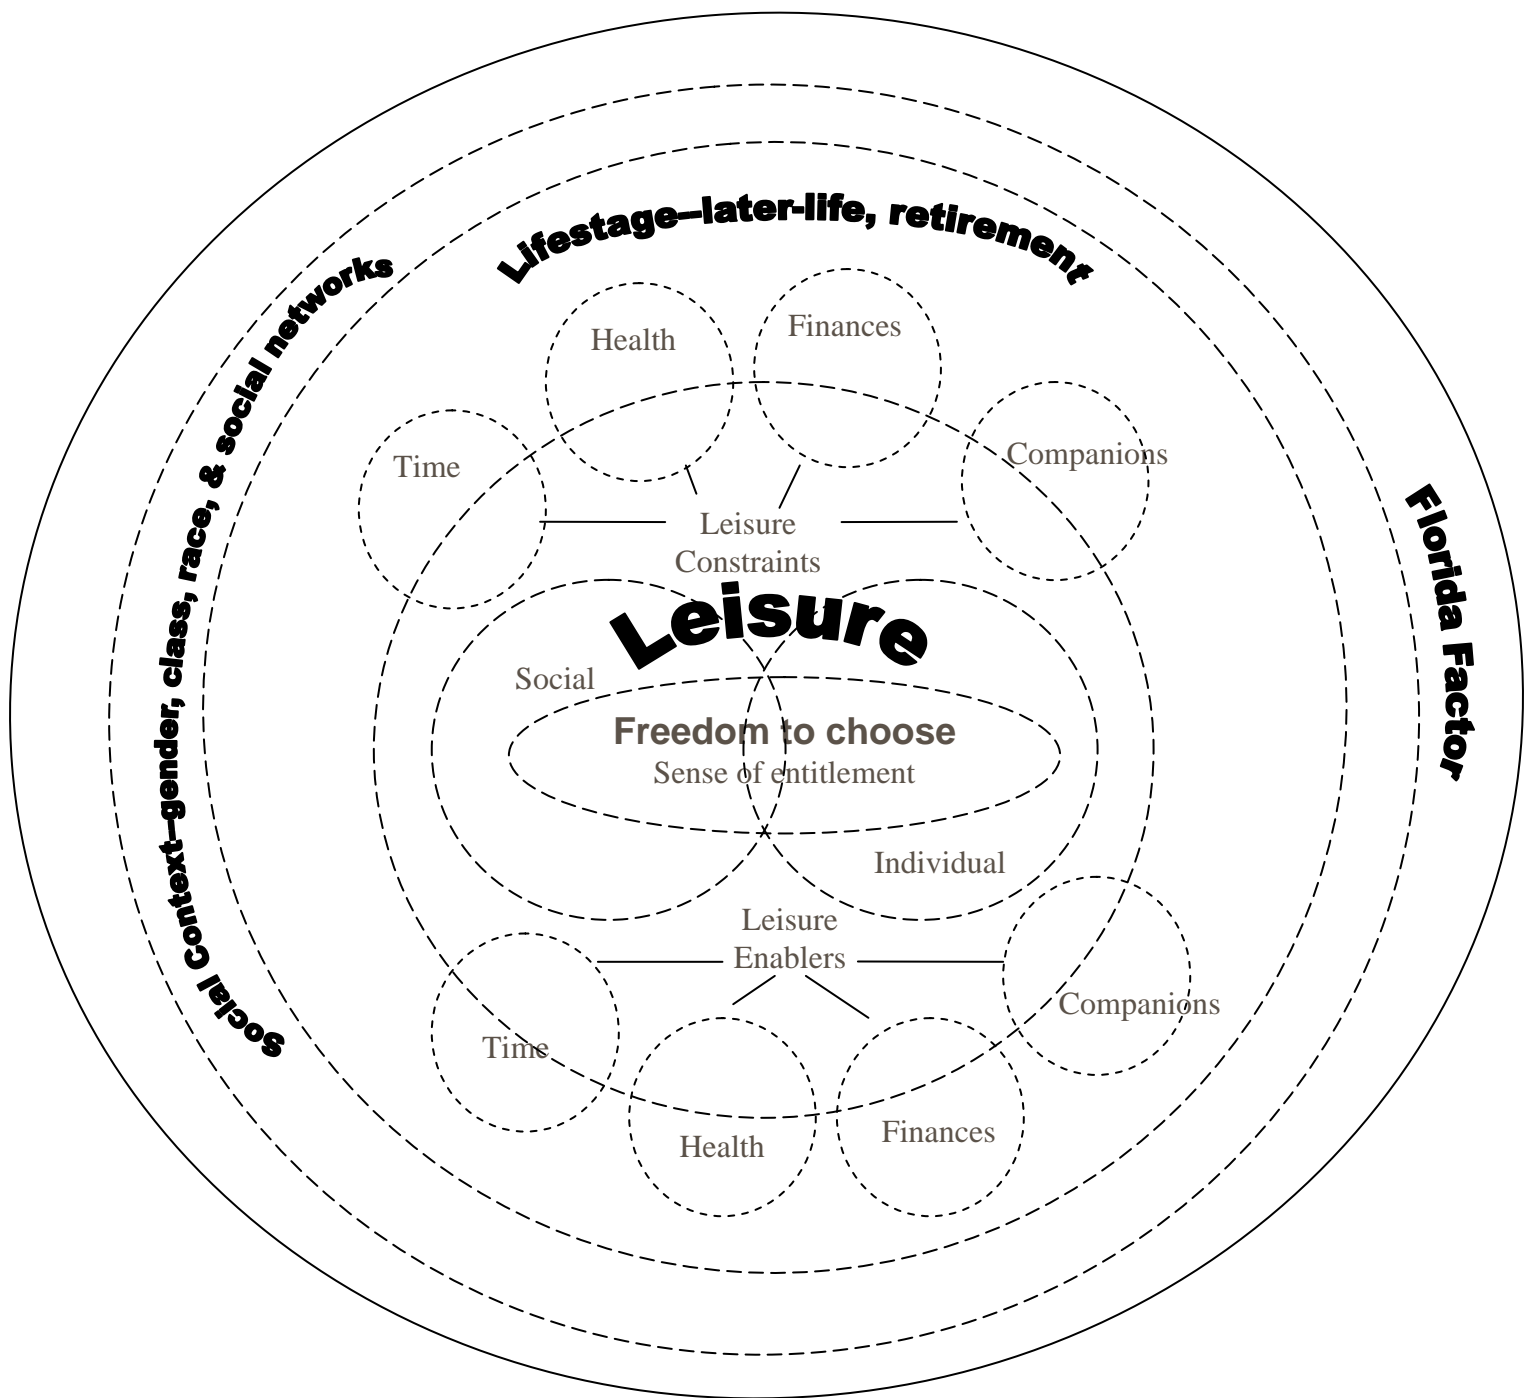 Lifestage--later-life, retirement
Social Context--gender, class, race, & social networks
Florida Factor
Health
Finances
Time
Companions
Leisure
Constraints
Leisure
Social
Freedom to choose
Sense of entitlement
Individual
Leisure
Enablers
Time
Companions
Health
Finances